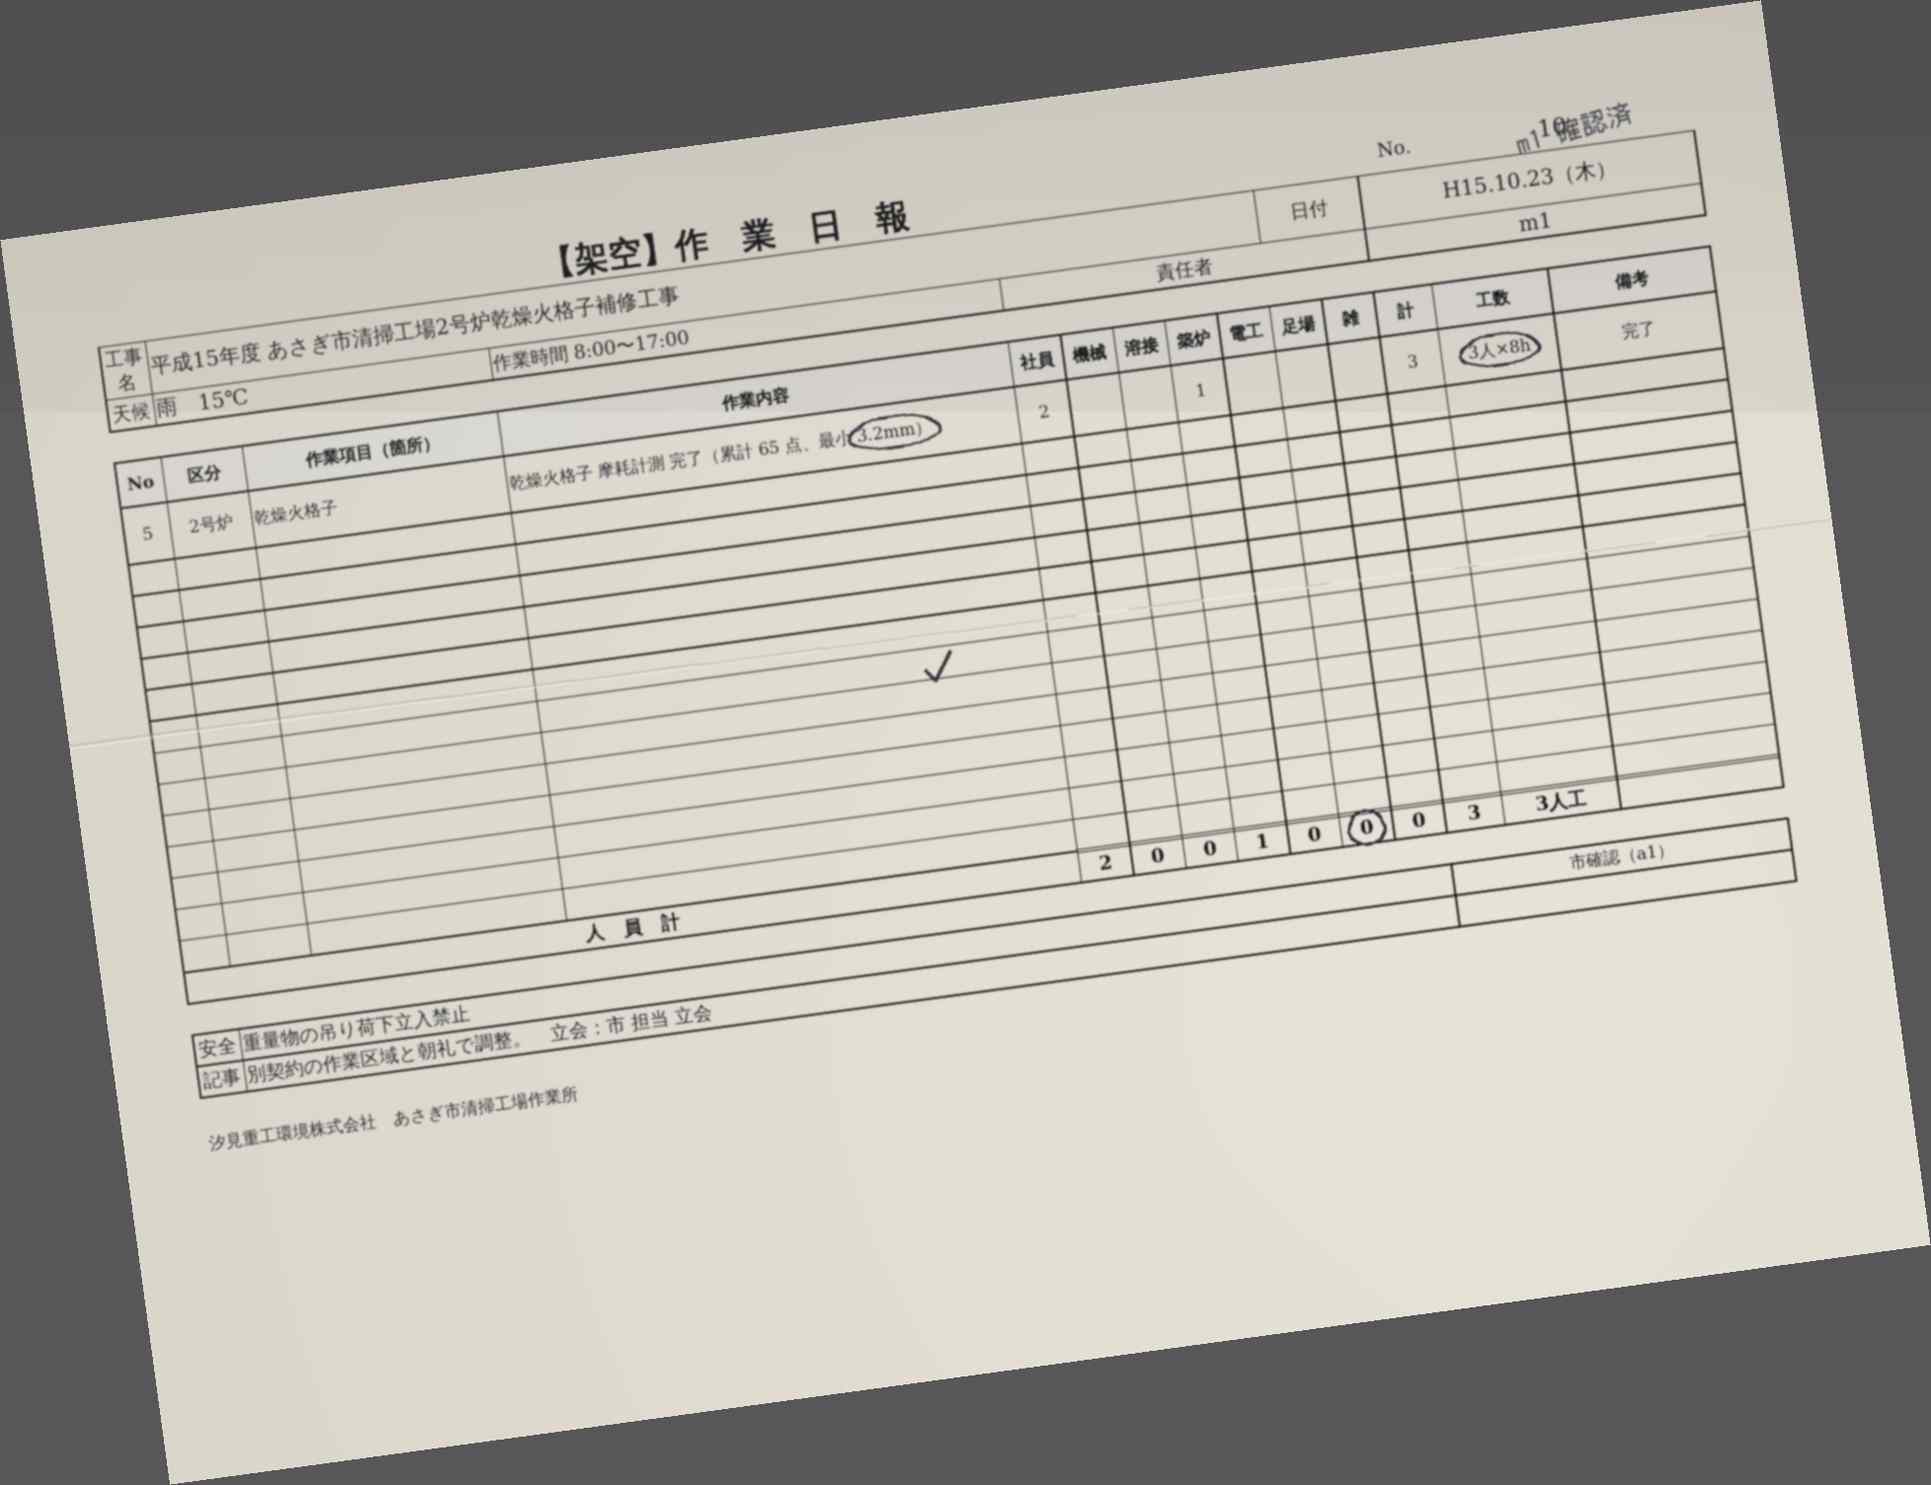 No. 10
m1 確認済
【架空】作 業 日 報
工事名 平成15年度 あさぎ市清掃工場2号炉乾燥火格子補修工事 日付 H15.10.23（木）
天候 雨 15℃ 作業時間 8:00〜17:00 責任者 m1
No 区分 作業項目（箇所） 作業内容 社員 機械 溶接 築炉 電工 足場 雑 計 工数 備考
5 2号炉 乾燥火格子 乾燥火格子 摩耗計測 完了（累計 65 点、最小 3.2mm） 2 1 3 3人×8h 完了
人 員 計 2 0 0 1 0 0 0 3 3人工
安全 重量物の吊り荷下立入禁止 市確認（a1）
記事 別契約の作業区域と朝礼で調整。 立会：市 担当 立会
汐見重工環境株式会社 あさぎ市清掃工場作業所